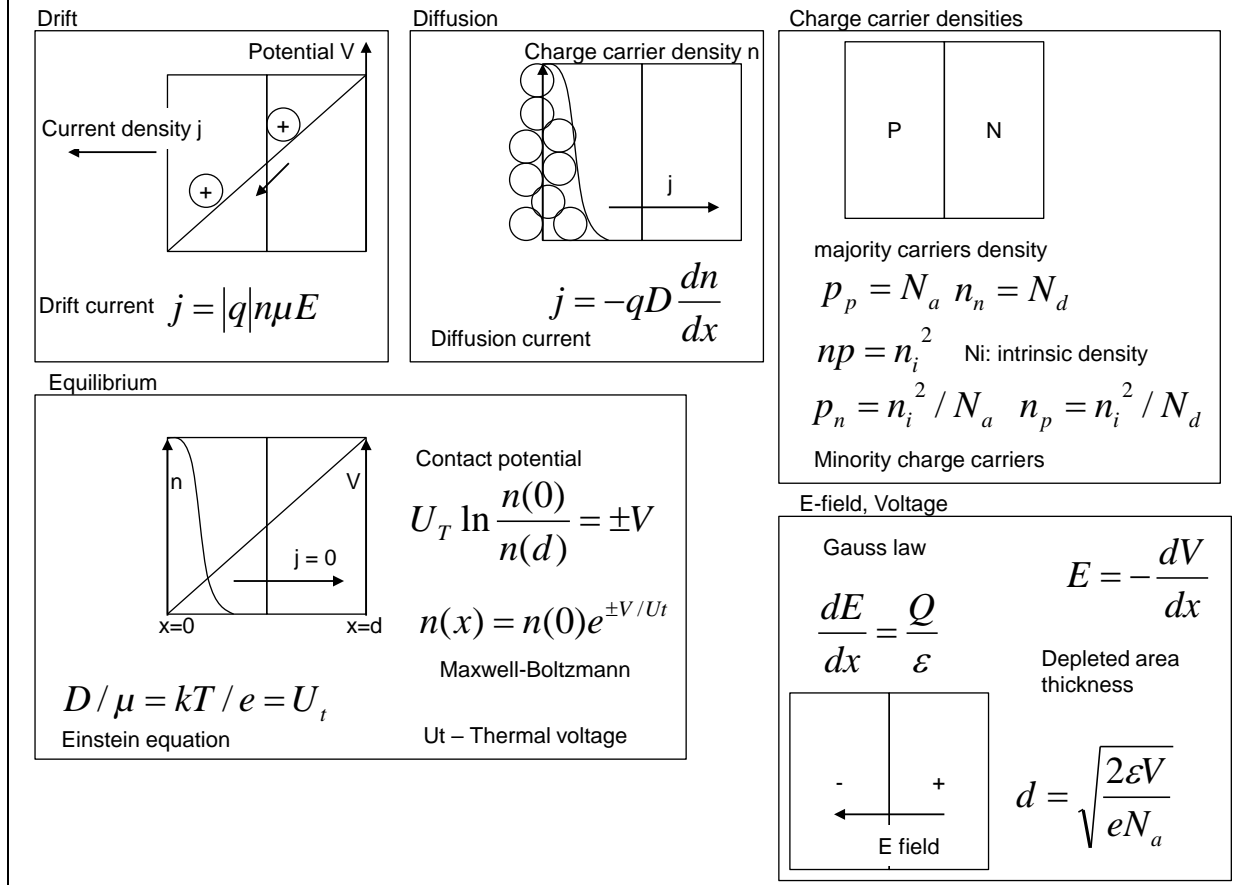 Drift
Potential V
Current density j
+
+
Drift current j = |q|nμE
Diffusion
Charge carrier density n
j
j = −qD dn/dx
Diffusion current
Charge carrier densities
P N
majority carriers density
p_p = N_a n_n = N_d
np = n_i^2 Ni: intrinsic density
p_n = n_i^2 / N_a n_p = n_i^2 / N_d
Minority charge carriers
Equilibrium
n
V
j = 0
x=0 x=d
Contact potential
U_T ln n(0)/n(d) = ±V
n(x) = n(0)e^{±V/Ut}
Maxwell-Boltzmann
D / μ = kT / e = U_t
Einstein equation
Ut – Thermal voltage
E-field, Voltage
Gauss law
dE/dx = Q/ε
E = − dV/dx
Depleted area
thickness
- +
E field
d = √(2εV/eN_a)